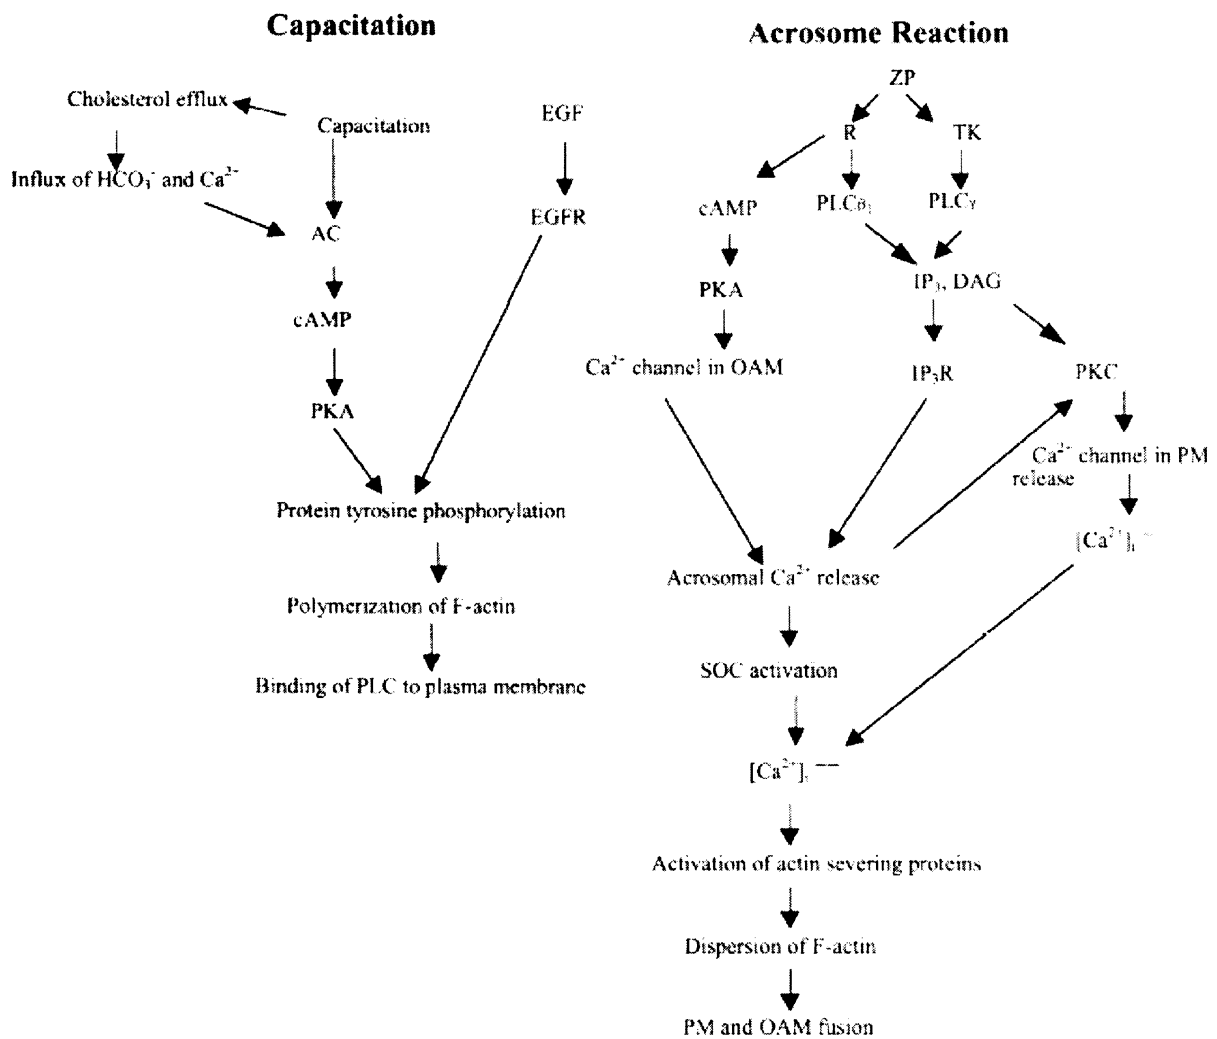 Capacitation
Cholesterol efflux
Capacitation
EGF
Influx of HCO₃⁻ and Ca²⁺
AC
EGFR
cAMP
PKA
Protein tyrosine phosphorylation
Polymerization of F-actin
Binding of PLC to plasma membrane
Acrosome Reaction
ZP
R
TK
cAMP
PLCβ₁
PLCγ
PKA
IP₃, DAG
Ca²⁺ channel in OAM
IP₃R
PKC
Ca²⁺ channel in PM
release
[Ca²⁺]ᵢ
Acrosomal Ca²⁺ release
SOC activation
[Ca²⁺]ᵢ
Activation of actin severing proteins
Dispersion of F-actin
PM and OAM fusion